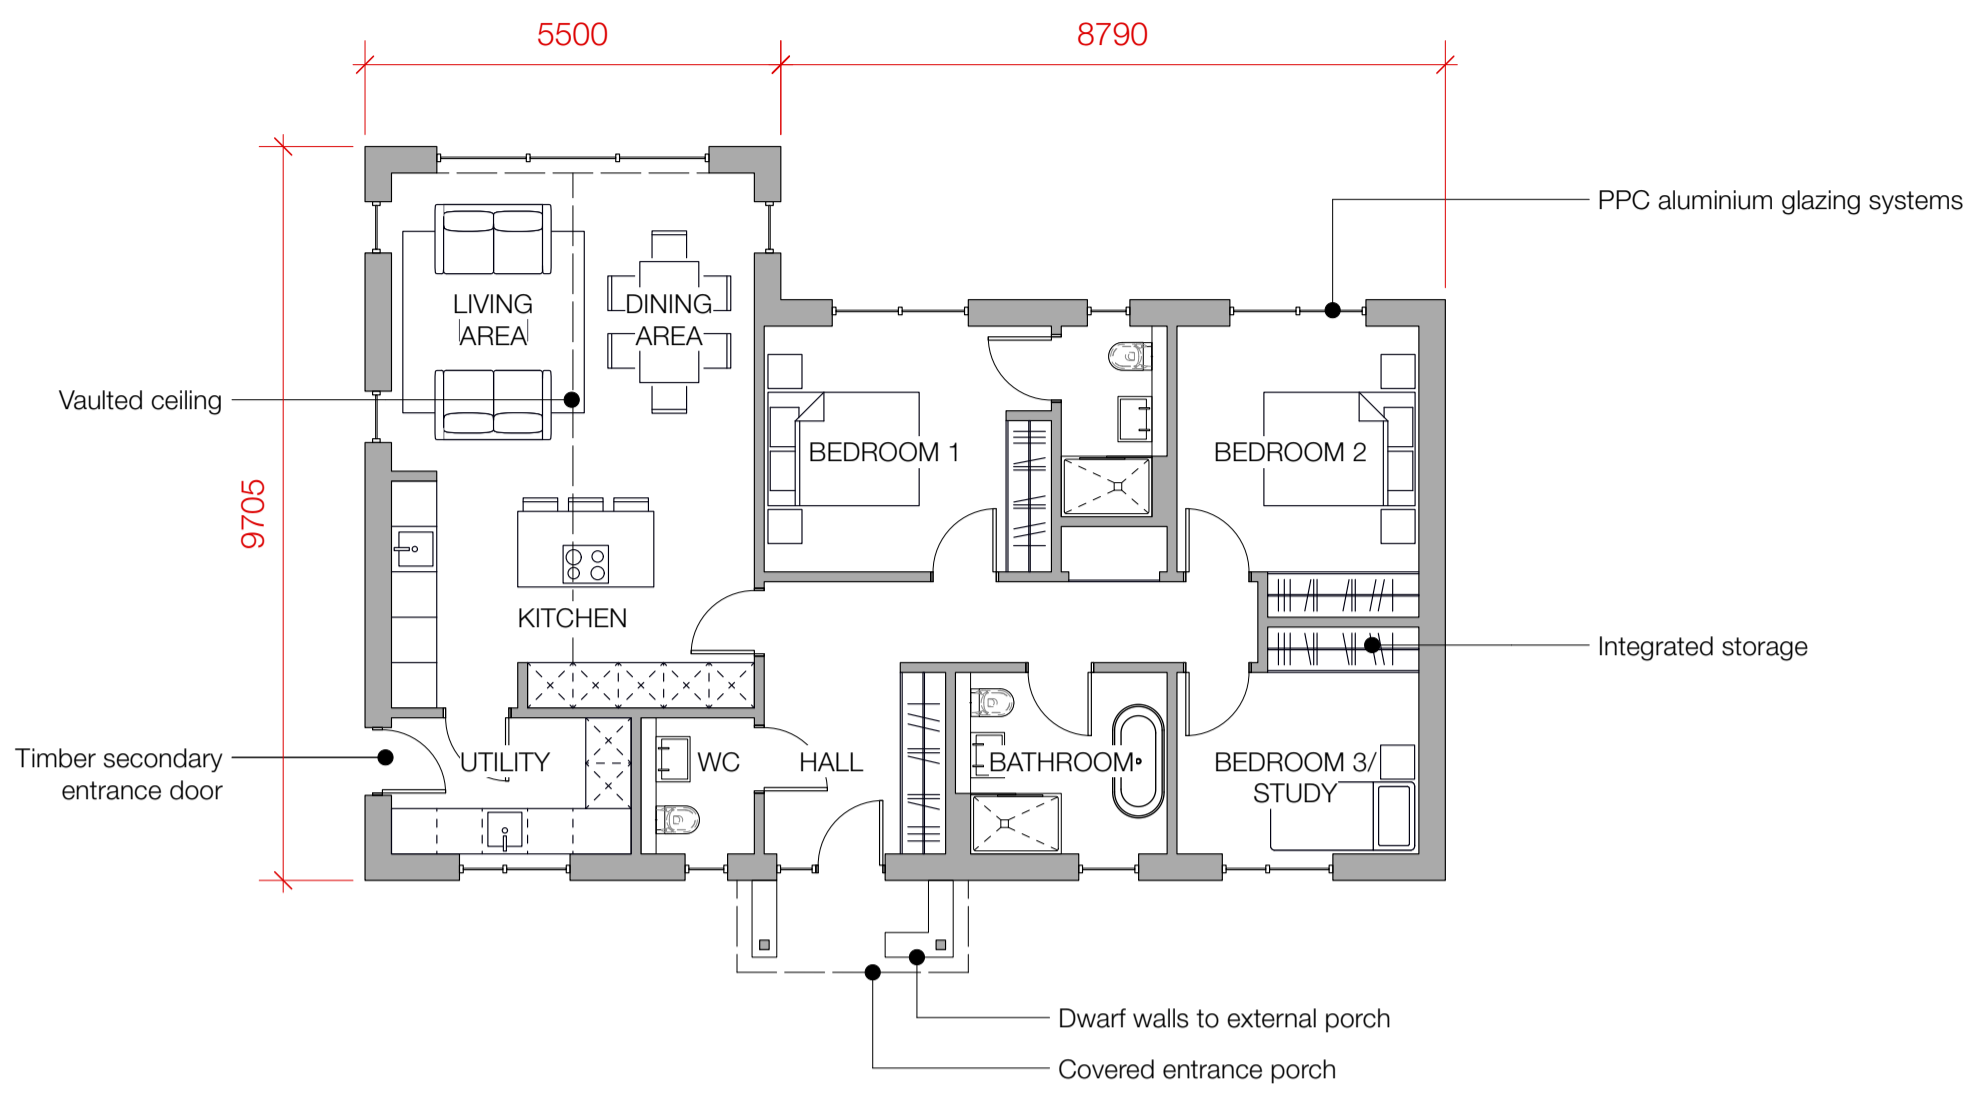 5500
8790
PPC aluminium glazing systems
LIVING
AREA
DINING
AREA
Vaulted ceiling
BEDROOM 1
BEDROOM 2
9705
KITCHEN
Integrated storage
Timber secondary
entrance door
UTILITY
WC
HALL
BATHROOM
BEDROOM 3/
STUDY
Dwarf walls to external porch
Covered entrance porch